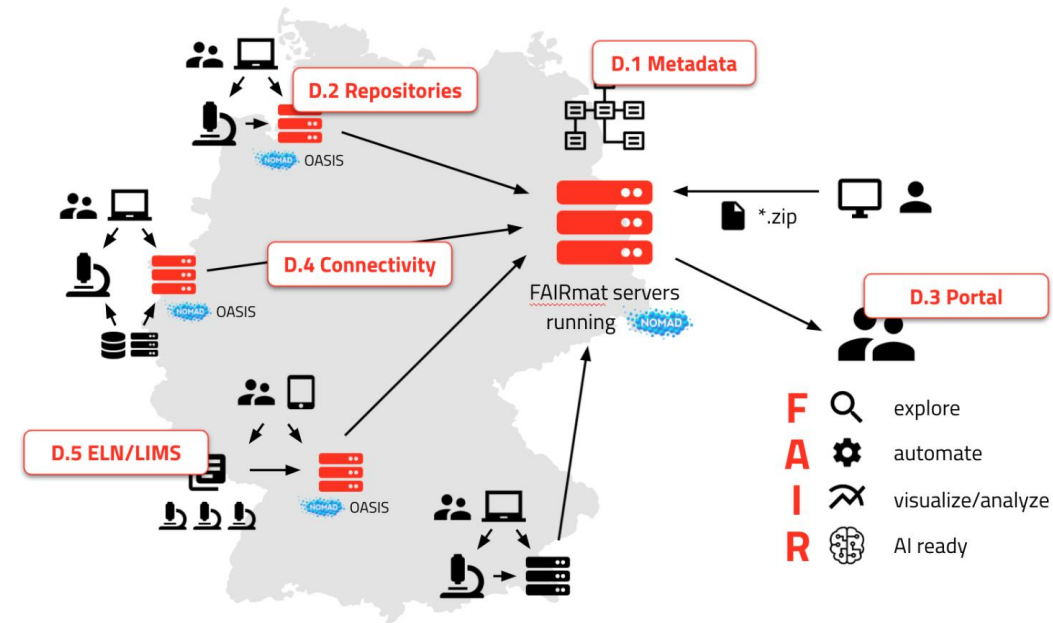 D.1 Metadata
D.2 Repositories
NOMAD OASIS
*.zip
D.4 Connectivity
NOMAD OASIS
FAIRmat servers
running NOMAD
D.3 Portal
F explore
A automate
I visualize/analyze
R AI ready
D.5 ELN/LIMS
NOMAD OASIS